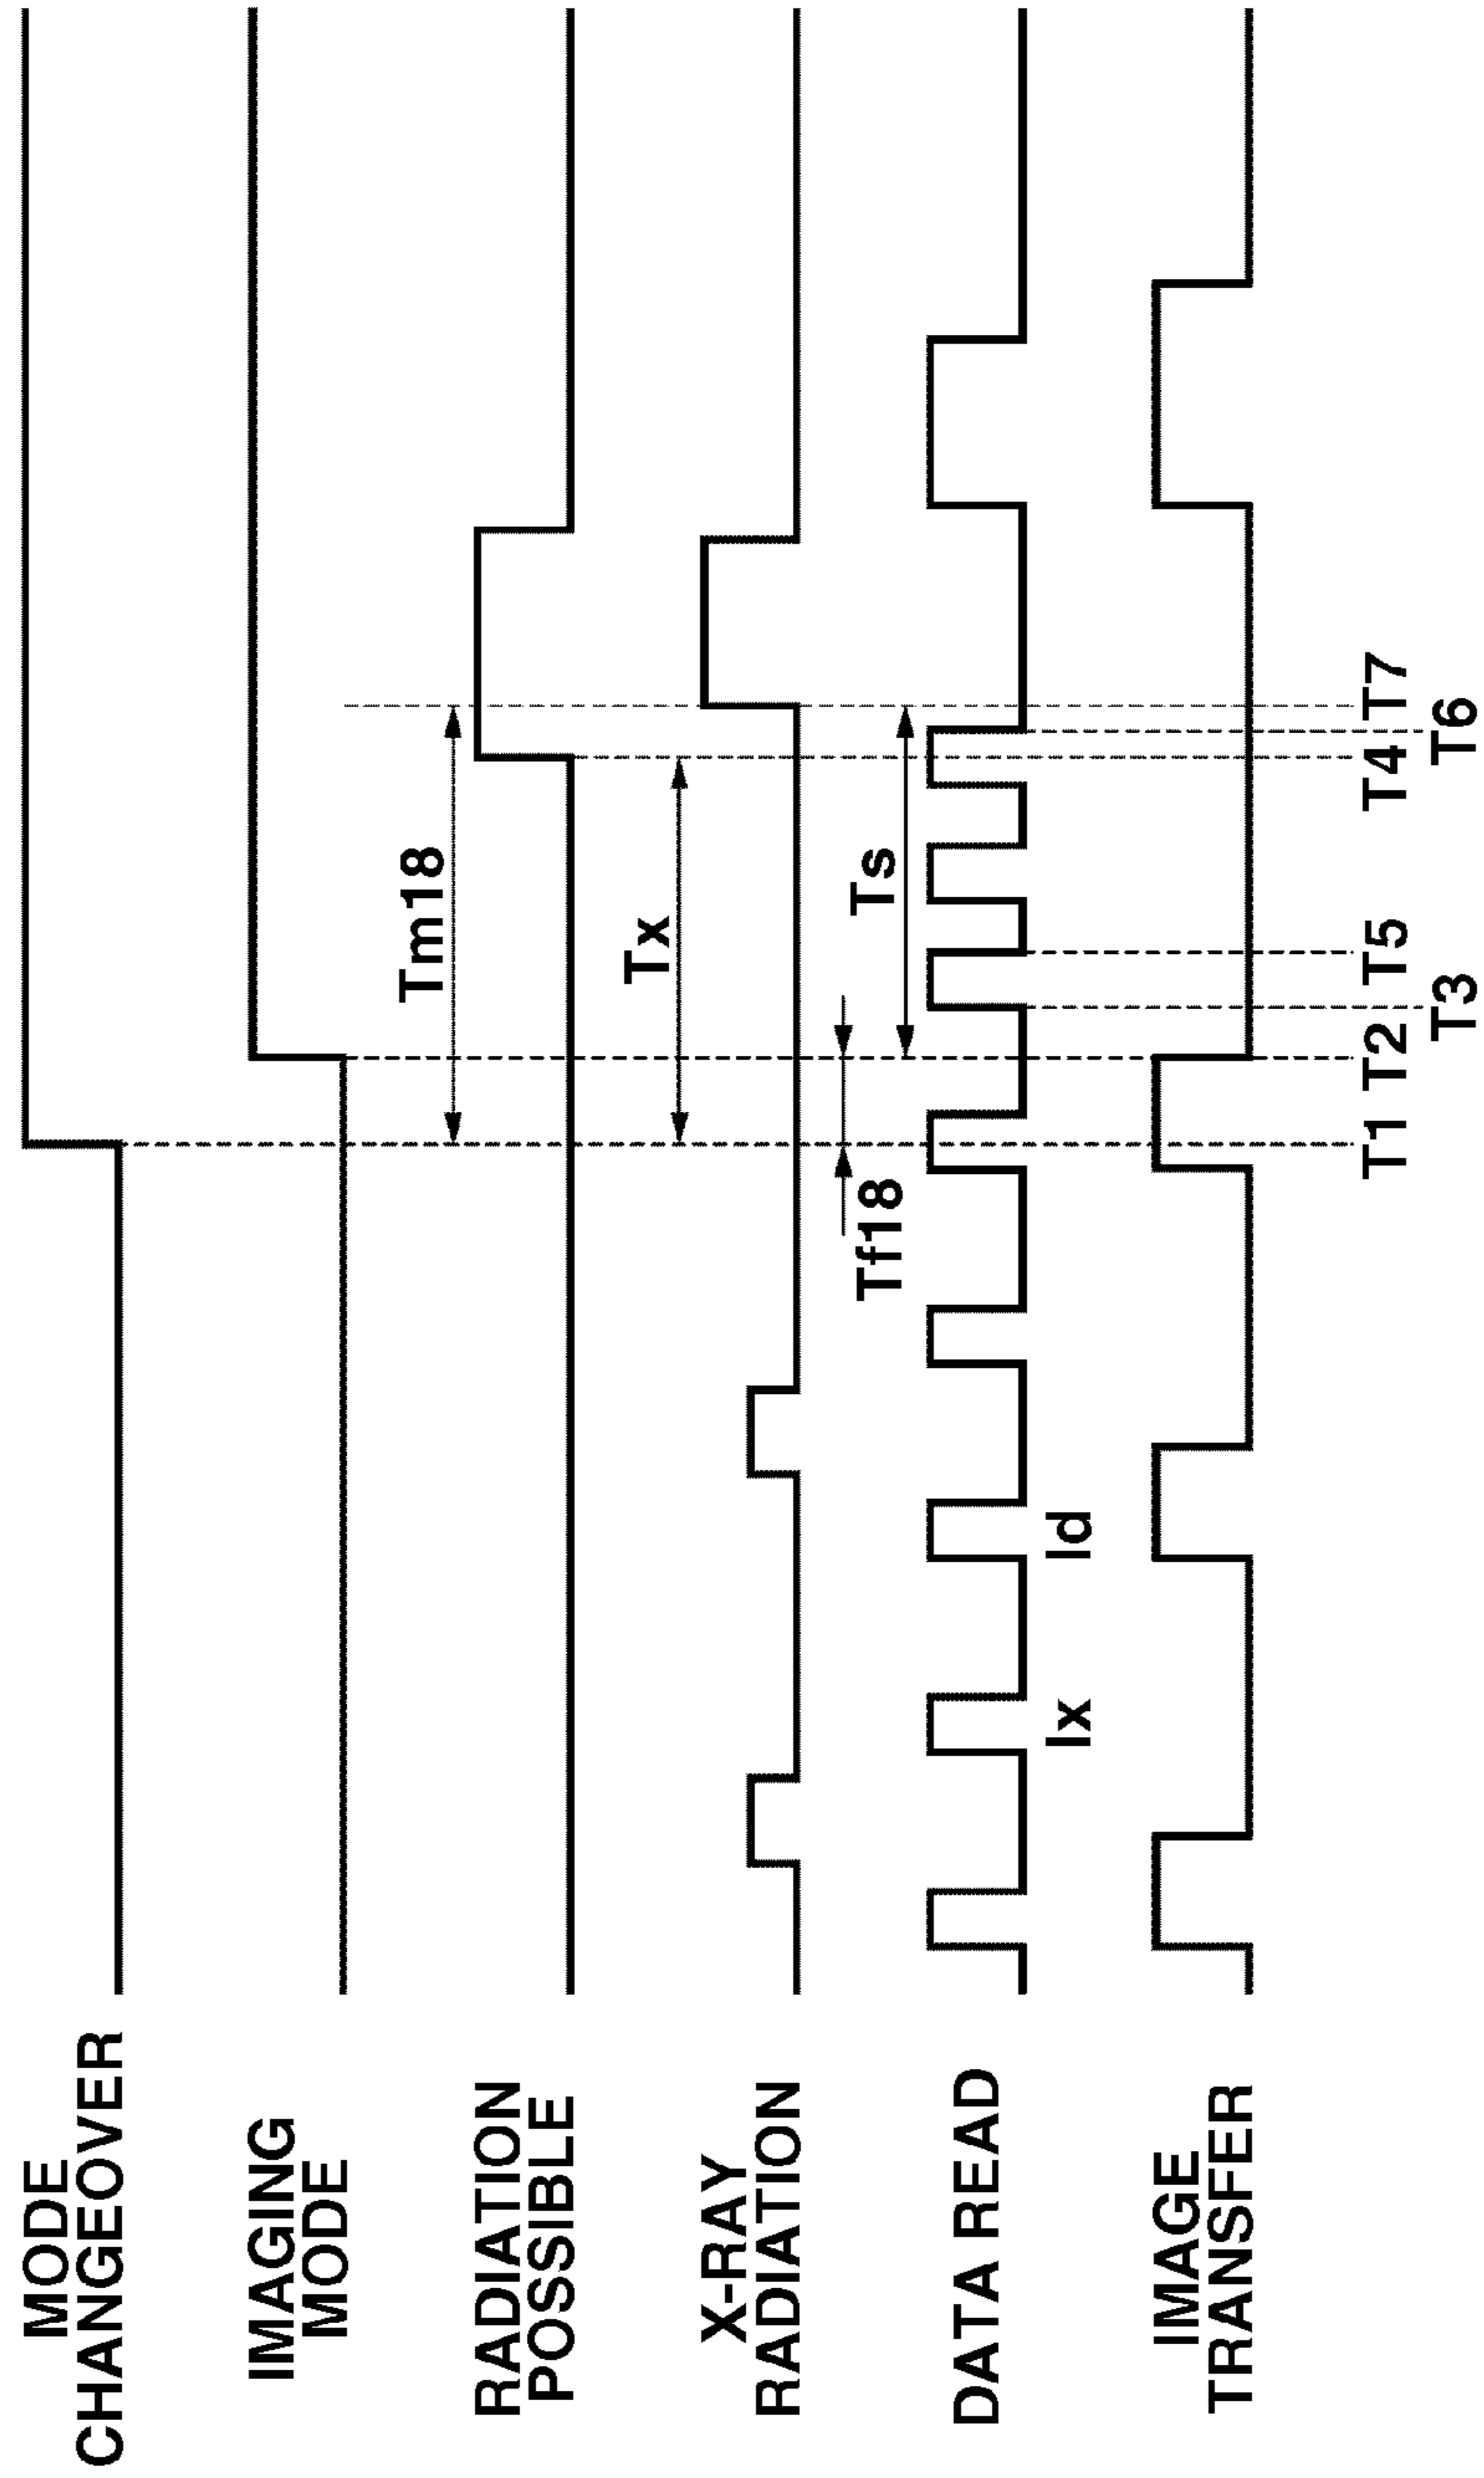 MODE
CHANGEOVER
IMAGING
MODE
RADIATION
POSSIBLE
X-RAY
RADIATION
DATA READ
IMAGE
TRANSFER
Tm18
Tx
Tf18
Ts
Ix
Id
T1 T2 T5 T4 T7
T3 T6